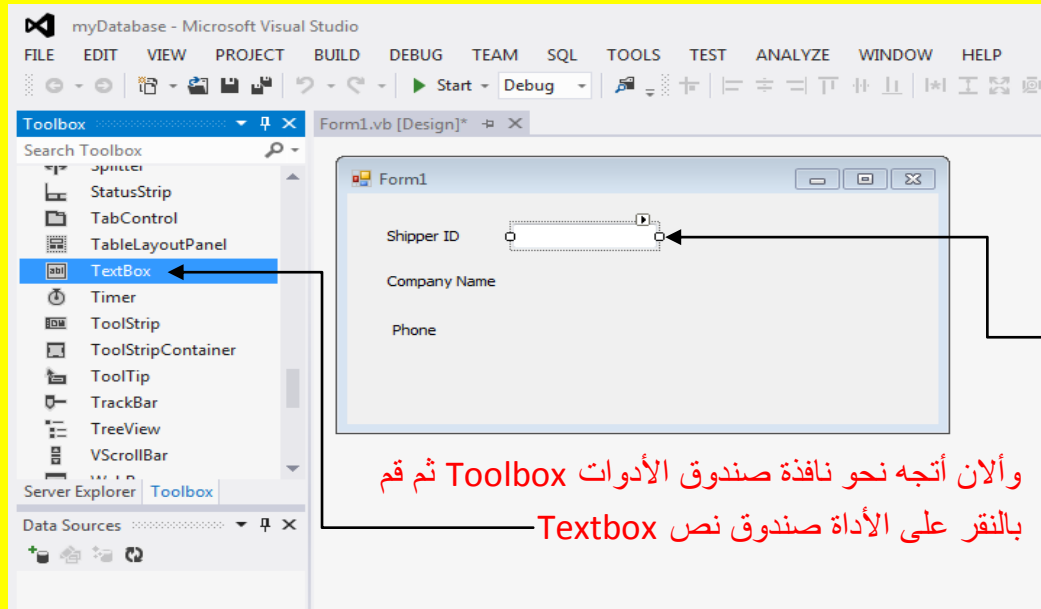 myDatabase - Microsoft Visual Studio
FILE EDIT VIEW PROJECT BUILD DEBUG TEAM SQL TOOLS TEST ANALYZE WINDOW HELP
Start Debug
Toolbox
Form1.vb [Design]*
Search Toolbox
Splitter
StatusStrip
TabControl
TableLayoutPanel
TextBox
Timer
ToolStrip
ToolStripContainer
ToolTip
TrackBar
TreeView
VScrollBar
Server Explorer Toolbox
Data Sources
Form1
Shipper ID
Company Name
Phone
وألان أتجه نحو نافذة صندوق الأدوات Toolbox ثم قم
بالنقر على الأداة صندوق نص Textbox